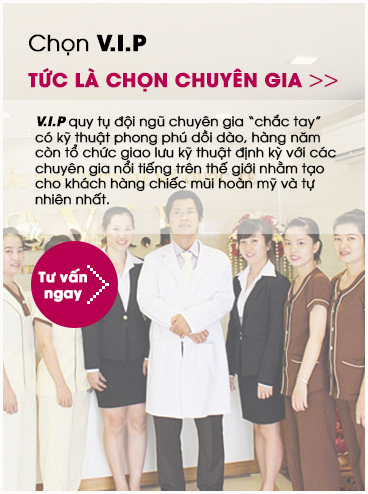 Chọn V.I.P
TỨC LÀ CHỌN CHUYÊN GIA >>
V.I.P quy tụ đội ngũ chuyên gia “chắc tay”
có kỹ thuật phong phú dồi dào, hàng năm
còn tổ chức giao lưu kỹ thuật định kỳ với các
chuyên gia nổi tiếng trên thế giới nhằm tạo
cho khách hàng chiếc mũi hoàn mỹ và tự
nhiên nhất.
Tư vấn
ngay